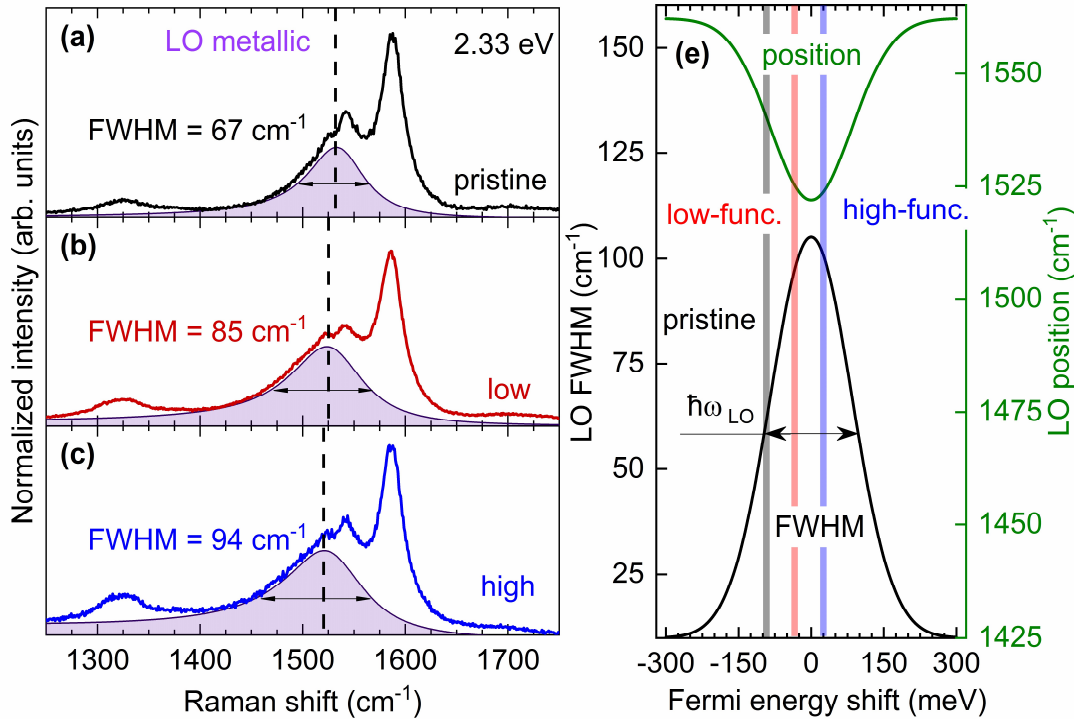 (a)
LO metallic
2.33 eV
FWHM = 67 cm⁻¹
pristine
(b)
FWHM = 85 cm⁻¹
low
(c)
FWHM = 94 cm⁻¹
high
Normalized intensity (arb. units)
1300 1400 1500 1600 1700
Raman shift (cm⁻¹)
(e)
position
low-func.
high-func.
pristine
ħω LO
FWHM
LO FWHM (cm⁻¹)
150
125
100
75
50
25
LO position (cm⁻¹)
1550
1525
1500
1475
1450
1425
-300 -150 0 150 300
Fermi energy shift (meV)